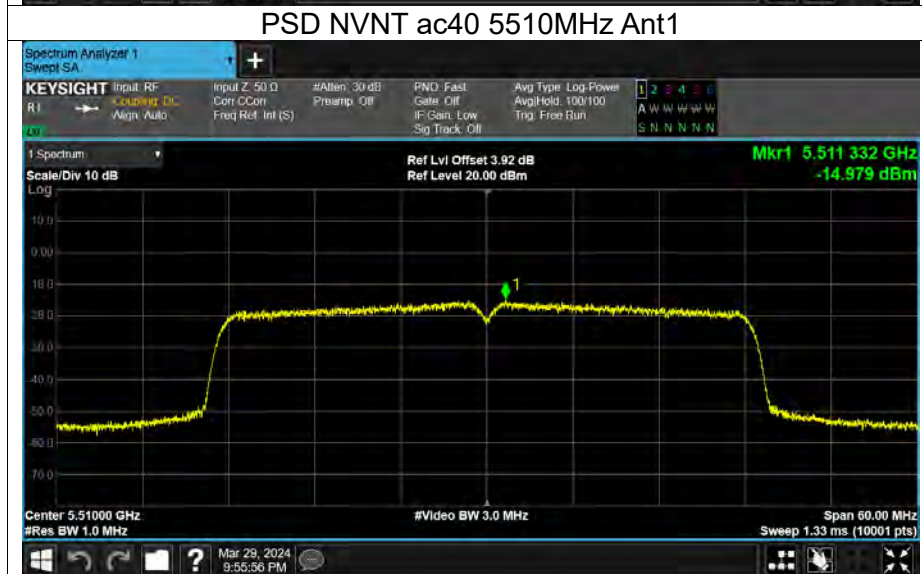 PSD NVNT ac40 5510MHz Ant1
Spectrum Analyzer 1
Swept SA
+
KEYSIGHT Input: RF Input Z: 50 Ω #Atten: 30 dB PNO: Fast Avg Type: Log-Power 1 2 3 4 5 6
R L Coupling: DC Corr CCorr Preamp: Off Gate: Off Avg|Hold: 100/100 A W W W W W
Align: Auto Freq Ref: Int (S) IF Gain: Low Trig: Free Run
Sig Track: Off S N N N N N
1 Spectrum Ref Lvl Offset 3.92 dB Mkr1 5.511 332 GHz
Scale/Div 10 dB Ref Level 20.00 dBm -14.979 dBm
Log
10.0
0.00
-10.0
1
-20.0
-30.0
-40.0
-50.0
-60.0
-70.0
Center 5.51000 GHz #Video BW 3.0 MHz Span 60.00 MHz
#Res BW 1.0 MHz Sweep 1.33 ms (10001 pts)
? Mar 29, 2024
9:55:56 PM